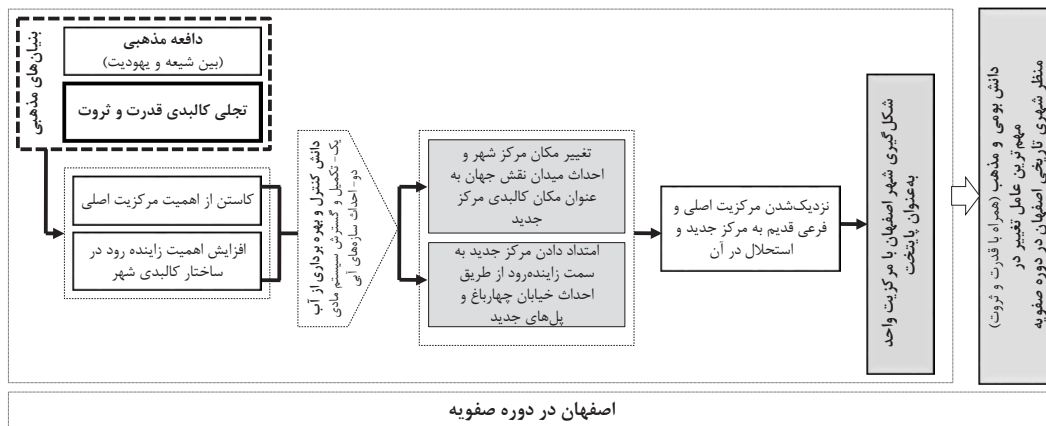 بنیان‌های مذهبی
دافعه مذهبی
(بین شیعه و یهودیت)
تجلی کالبدی قدرت و ثروت
کاستن از اهمیت مرکزیت اصلی
افزایش اهمیت زاینده رود در
ساختار کالبدی شهر
دانش کنترل و بهره برداری از آب
یک- تکمیل و گسترش سیستم مادی
دو- احداث سازه‌های آبی
تغییر مکان مرکز شهر و
احداث میدان نقش جهان به
عنوان مکان کالبدی مرکز
جدید
امتداد دادن مرکز جدید به
سمت زاینده‌رود از طریق
احداث خیابان چهارباغ و
پل‌های جدید
نزدیک‌شدن مرکزیت اصلی و
فرعی قدیم به مرکز جدید و
استحلال در آن
شکل‌گیری شهر اصفهان با مرکزیت واحد
به‌عنوان پایتخت
دانش بومی و مذهب (همراه با قدرت و ثروت)
مهم‌ترین عامل تغییر در
منظر شهری تاریخی اصفهان در دوره صفویه
اصفهان در دوره صفویه